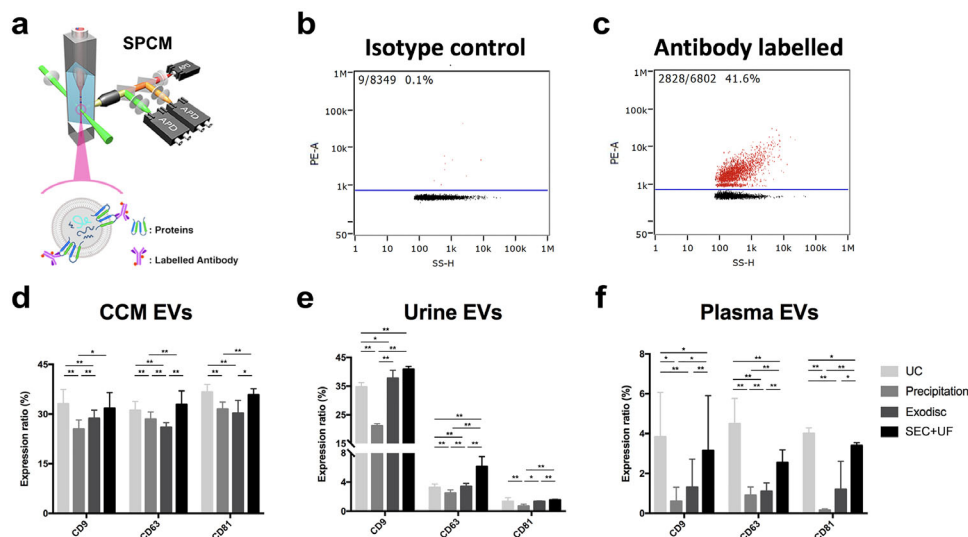 a
SPCM
APD
APD
APD
: Proteins
: Labelled Antibody
b
Isotype control
9/8349 0.1%
PE-A
1M
100k
10k
1k
50
1
10
100
1k
10k
100k
1M
SS-H
c
Antibody labelled
2828/6802 41.6%
PE-A
1M
100k
10k
1k
50
1
10
100
1k
10k
100k
1M
SS-H
d
CCM EVs
Expression ratio (%)
45
30
15
0
*
**
** **
**
**
** ** **
**
**
** *
CD9
CD63
CD81
e
Urine EVs
Expression ratio (%)
45
35
25
15
8
4
0
**
*
** **
**
**
**
** ** **
**
** * **
CD9
CD63
CD81
f
Plasma EVs
Expression ratio (%)
8
6
4
2
0
*
* *
** **
**
**
**
** ** **
*
** **
** *
CD9
CD63
CD81
UC
Precipitation
Exodisc
SEC+UF